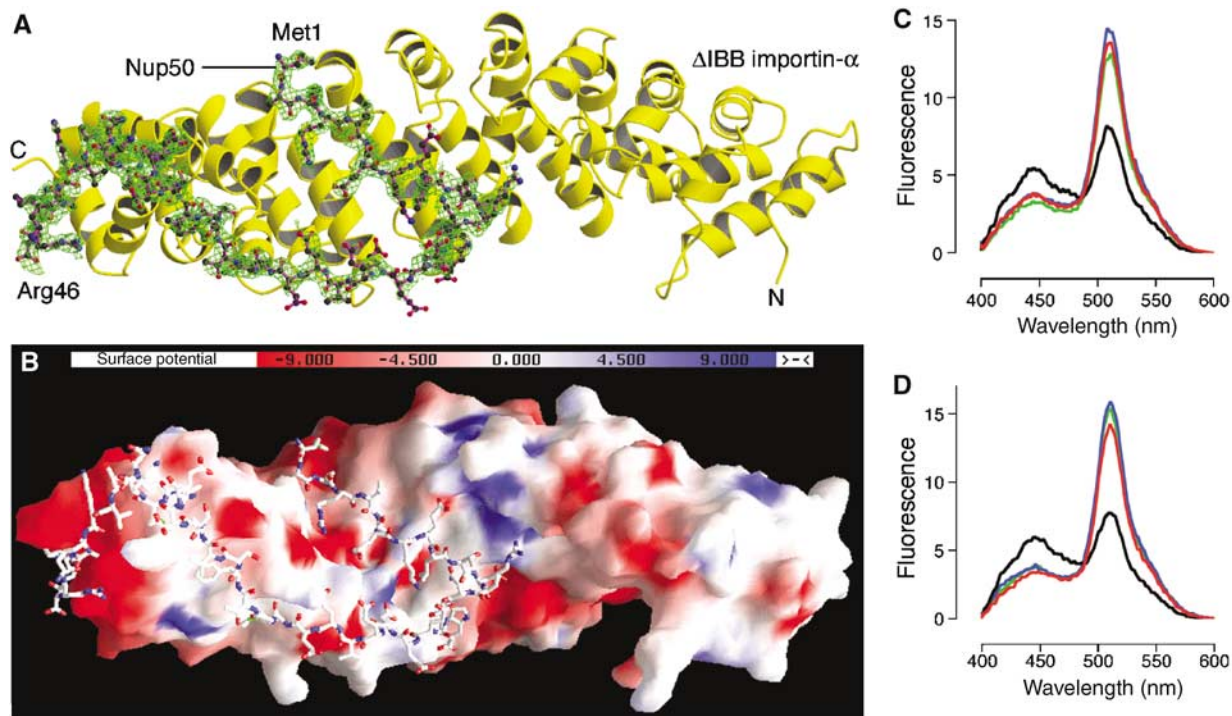 A
Met1
Nup50
ΔIBB importin-α
C
Arg46
N
B
Surface potential -9.000 -4.500 0.000 4.500 9.000 >-<
C
15
10
5
0
Fluorescence
400 450 500 550 600
Wavelength (nm)
D
15
10
5
0
Fluorescence
400 450 500 550 600
Wavelength (nm)